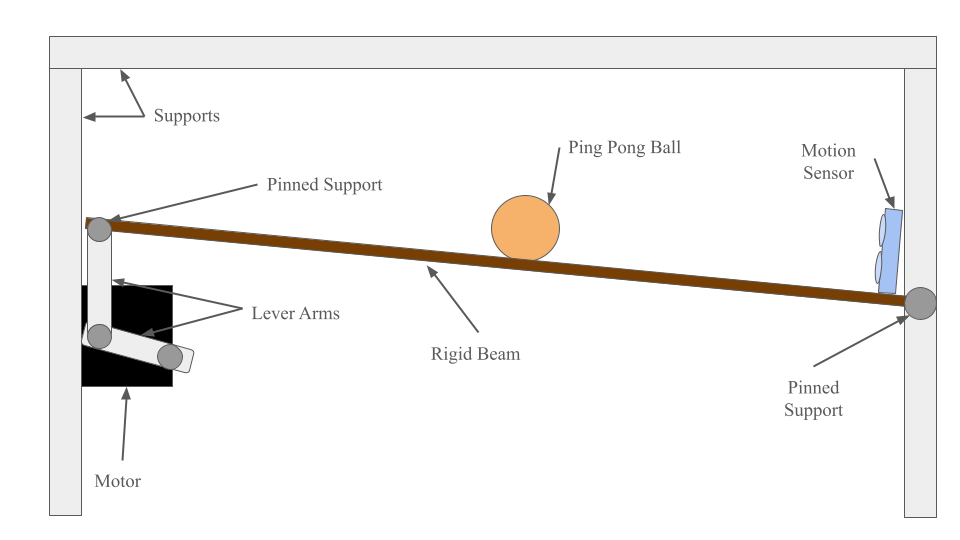 Supports
Ping Pong Ball
Motion
Sensor
Pinned Support
Lever Arms
Rigid Beam
Pinned
Support
Motor